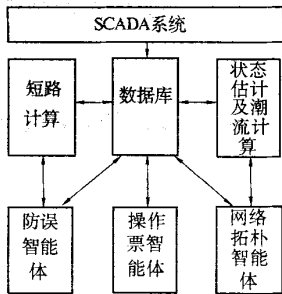 SCADA系统
短路
计算
数据库
状态
估计
及潮
流计
算
防误
智能
体
操作
票智
能体
网络
拓朴
智能
体